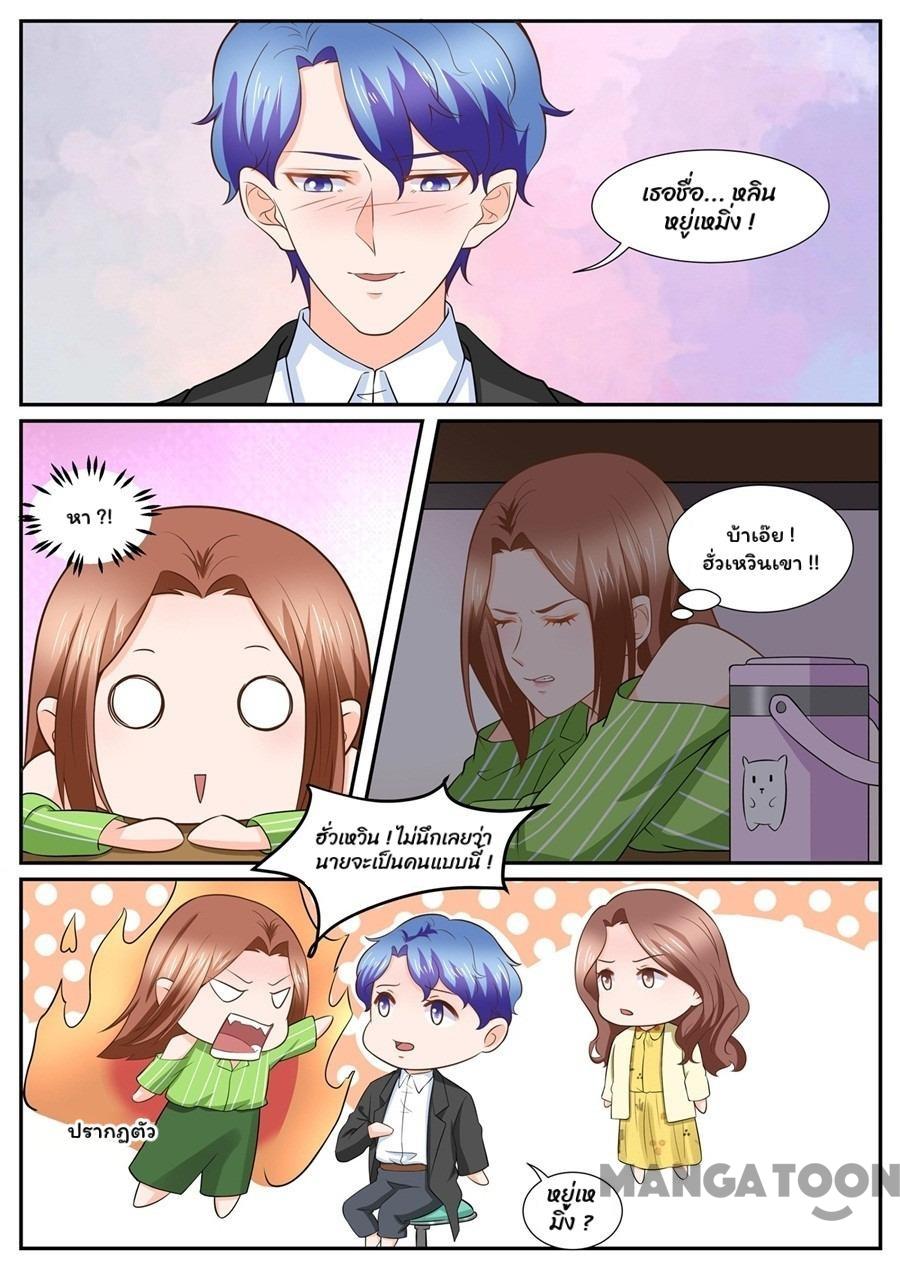 เธอชื่อ... หลิน
หยู่เหมิ่ง !
หา ?!
บ้าเอ๊ย !
ฮั่วเหวินเขา !!
ฮั่วเหวิน ! ไม่นึกเลยว่า
นายจะเป็นคนแบบนี้ !
ปรากฏตัว
หยู่เห
มิ่ง ?
MANGATOON